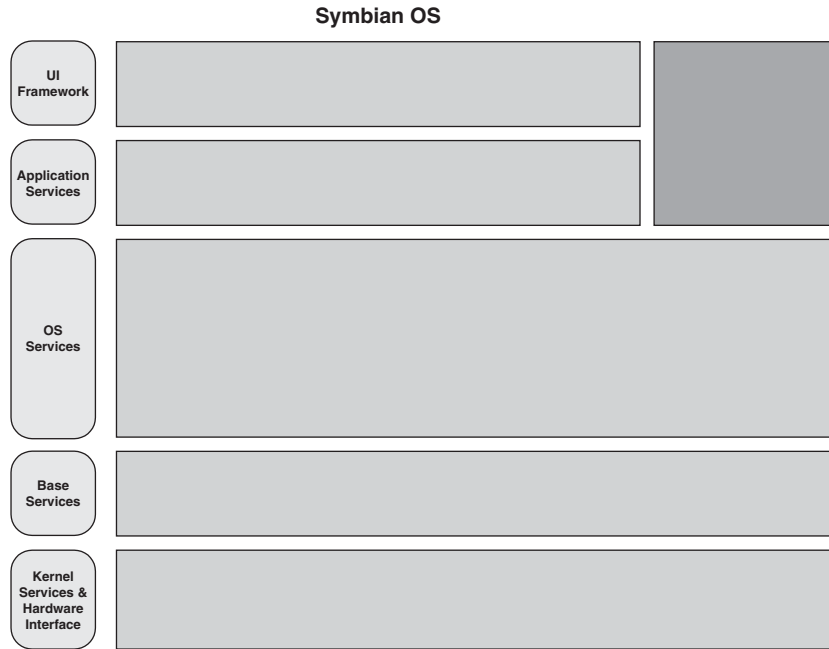 Symbian OS
UI
Framework
Application
Services
OS
Services
Base
Services
Kernel
Services &
Hardware
Interface